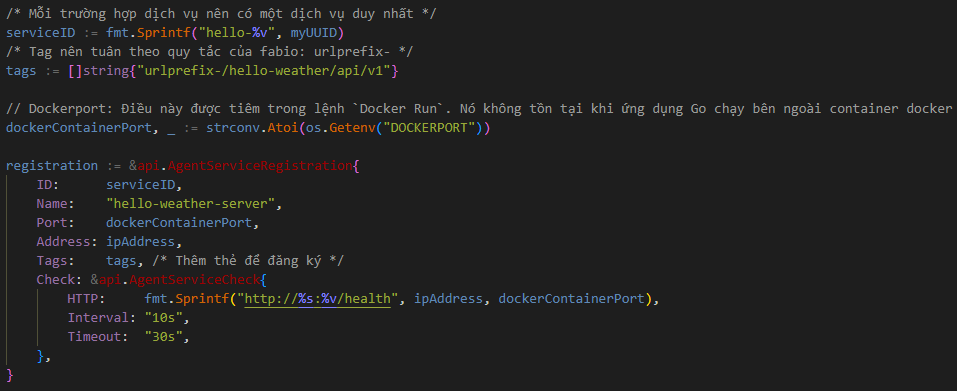 /* Mỗi trường hợp dịch vụ nên có một dịch vụ duy nhất */
serviceID := fmt.Sprintf("hello-%v", myUUID)
/* Tag nên tuân theo quy tắc của fabio: urlprefix- */
tags := []string{"urlprefix-/hello-weather/api/v1"}

// Dockerport: Điều này được tiêm trong lệnh `Docker Run`. Nó không tồn tại khi ứng dụng Go chạy bên ngoài container docker
dockerContainerPort, _ := strconv.Atoi(os.Getenv("DOCKERPORT"))

registration := &api.AgentServiceRegistration{
    ID:      serviceID,
    Name:    "hello-weather-server",
    Port:    dockerContainerPort,
    Address: ipAddress,
    Tags:    tags, /* Thêm thẻ để đăng ký */
    Check: &api.AgentServiceCheck{
        HTTP:     fmt.Sprintf("http://%s:%v/health", ipAddress, dockerContainerPort),
        Interval: "10s",
        Timeout:  "30s",
    },
}